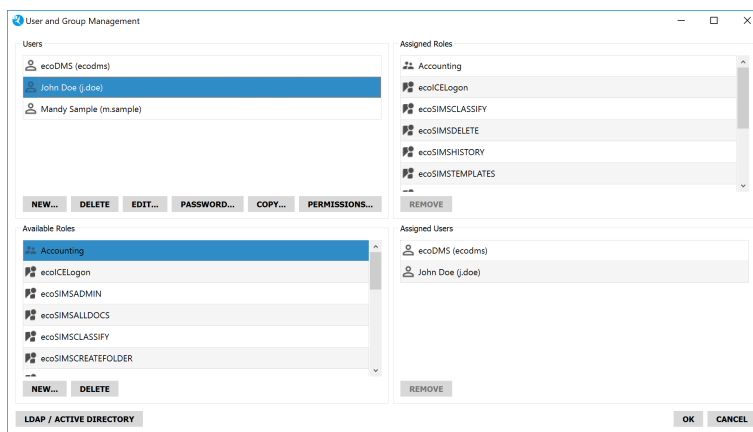 User and Group Management
Users
ecoDMS (ecodms)
John Doe (j.doe)
Mandy Sample (m.sample)
NEW... DELETE EDIT... PASSWORD... COPY... PERMISSIONS...
Assigned Roles
Accounting
ecoICELogon
ecoSIMSCLASSIFY
ecoSIMSDELETE
ecoSIMSHISTORY
ecoSIMSTEMPLATES
REMOVE
Available Roles
Accounting
ecoICELogon
ecoSIMSADMIN
ecoSIMSALLDOCS
ecoSIMSCLASSIFY
ecoSIMSCREATEFOLDER
NEW... DELETE
Assigned Users
ecoDMS (ecodms)
John Doe (j.doe)
REMOVE
LDAP / ACTIVE DIRECTORY
OK CANCEL